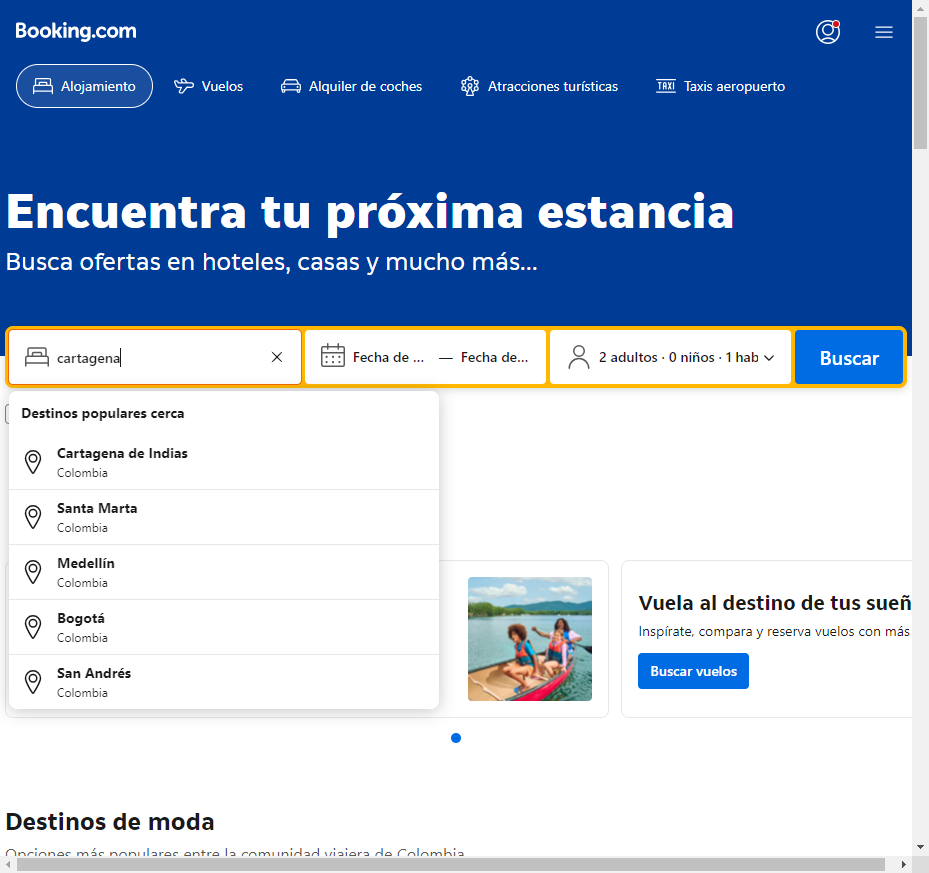 Booking.com
Alojamiento
Vuelos
Alquiler de coches
Atracciones turísticas
TAXI Taxis aeropuerto
Encuentra tu próxima estancia
Busca ofertas en hoteles, casas y mucho más...
cartagena
Fecha de ... — Fecha de...
2 adultos · 0 niños · 1 hab
Buscar
Destinos populares cerca
Cartagena de Indias
Colombia
Santa Marta
Colombia
Medellín
Colombia
Bogotá
Colombia
San Andrés
Colombia
Vuela al destino de tus sueñ
Inspírate, compara y reserva vuelos con más
Buscar vuelos
Destinos de moda
Opciones más populares entre la comunidad viajera de Colombia